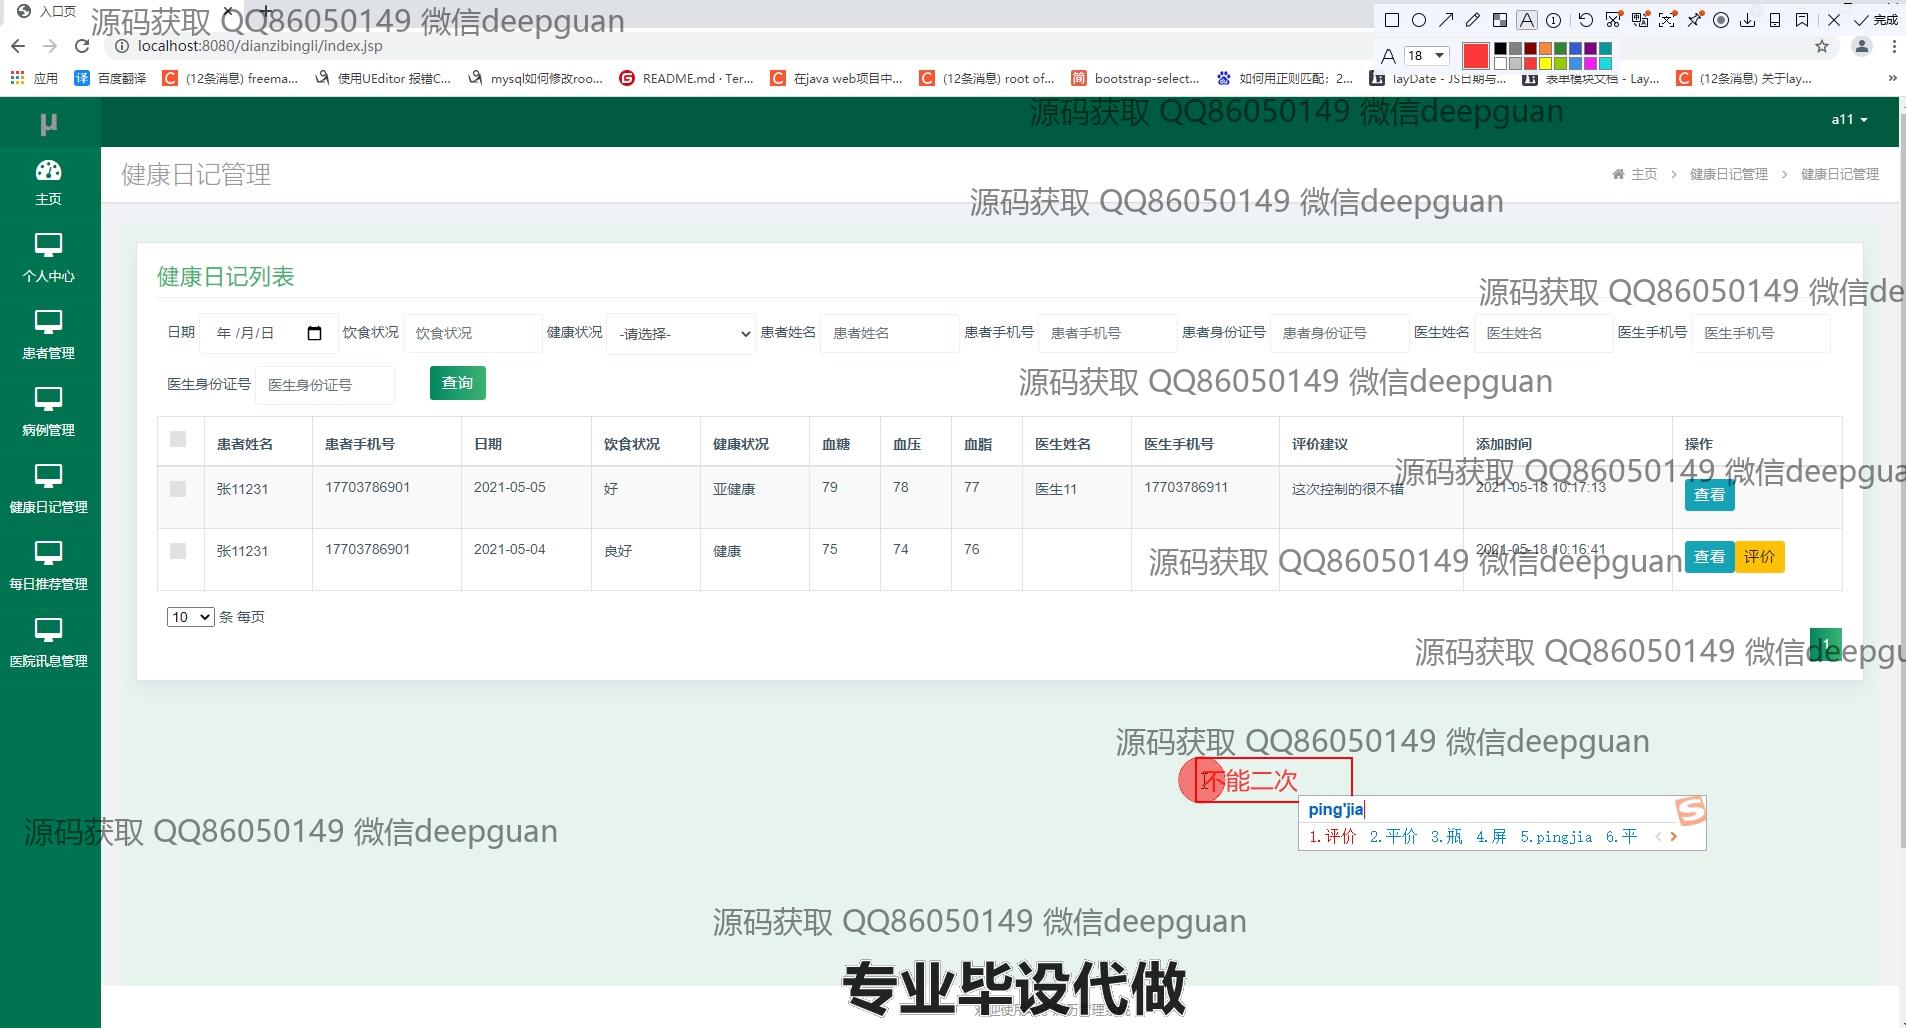 入口页
源码获取 QQ86050149 微信deepguan
localhost:8080/dianzibingli/index.jsp
18
完成
应用 百度翻译 (12条消息) freema... 使用UEditor 报错C... mysql如何修改roo... README.md · Ter... 在java web项目中... (12条消息) root of... bootstrap-select... 如何用正则匹配：2... layDate - JS日期与... 表单模块文档 - Lay... (12条消息) 关于lay...
源码获取 QQ86050149 微信deepguan
μ
a11
健康日记管理
主页 > 健康日记管理 > 健康日记管理
源码获取 QQ86050149 微信deepguan
主页
个人中心
患者管理
病例管理
健康日记管理
每日推荐管理
医院讯息管理
健康日记列表
源码获取 QQ86050149 微信de
日期 年 /月/日 饮食状况 饮食状况 健康状况 -请选择- 患者姓名 患者姓名 患者手机号 患者手机号 患者身份证号 患者身份证号 医生姓名 医生姓名 医生手机号 医生手机号
医生身份证号 医生身份证号 查询
源码获取 QQ86050149 微信deepguan
患者姓名 患者手机号 日期 饮食状况 健康状况 血糖 血压 血脂 医生姓名 医生手机号 评价建议 添加时间 操作
源码获取 QQ86050149 微信deepgua
张11231 17703786901 2021-05-05 好 亚健康 79 78 77 医生11 17703786911 这次控制的很不错 2021-05-18 10:17:13 查看
张11231 17703786901 2021-05-04 良好 健康 75 74 76 2021-05-18 10:16:41 查看 评价
源码获取 QQ86050149 微信deepguan
10 条 每页
1
源码获取 QQ86050149 微信deepgu
源码获取 QQ86050149 微信deepguan
不能二次
ping'jia
1.评价 2.平价 3.瓶 4.屏 5.pingjia 6.平
源码获取 QQ86050149 微信deepguan
源码获取 QQ86050149 微信deepguan
专业毕设代做